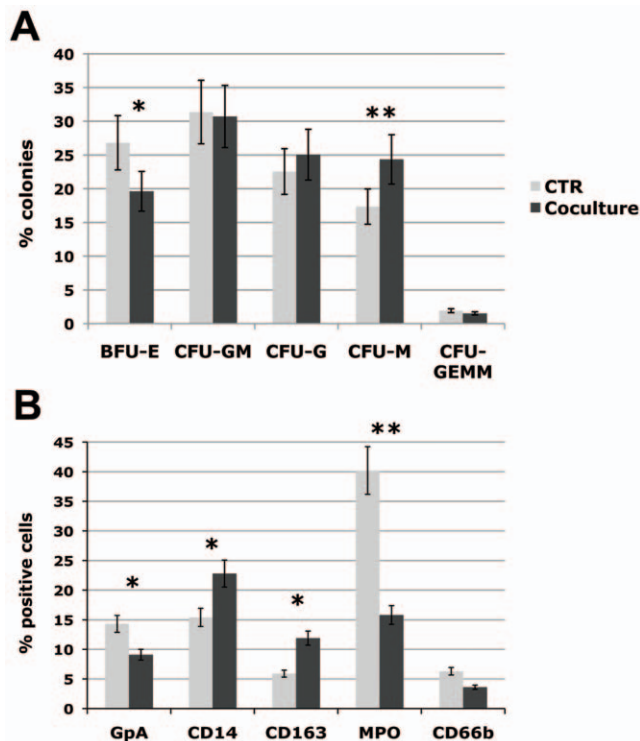 A
40
35
30
25
20
15
10
5
0
% colonies
*
**
CTR
Coculture
BFU-E
CFU-GM
CFU-G
CFU-M
CFU-
GEMM
B
45
40
35
30
25
20
15
10
5
0
% positive cells
*
*
*
**
GpA
CD14
CD163
MPO
CD66b